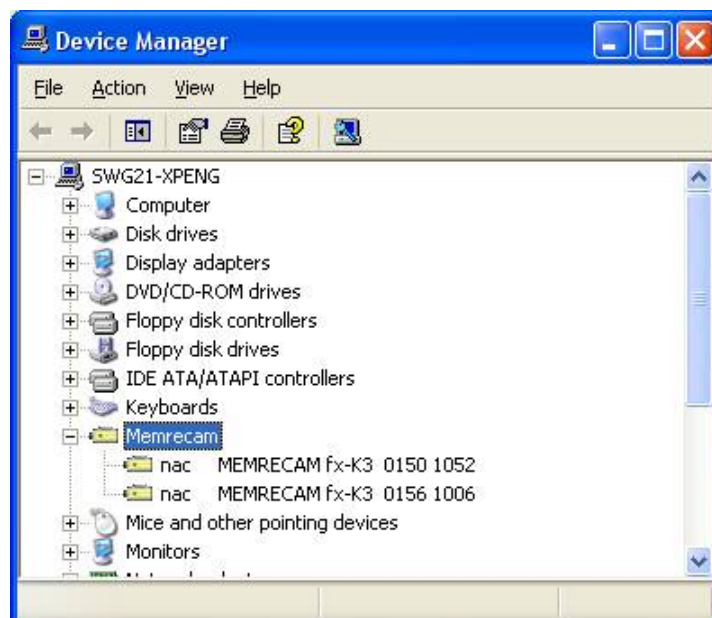 Device Manager
File Action View Help
SWG21-XPENG
Computer
Disk drives
Display adapters
DVD/CD-ROM drives
Floppy disk controllers
Floppy disk drives
IDE ATA/ATAPI controllers
Keyboards
Memrecam
nac MEMRECAM fx-K3 0150 1052
nac MEMRECAM fx-K3 0156 1006
Mice and other pointing devices
Monitors